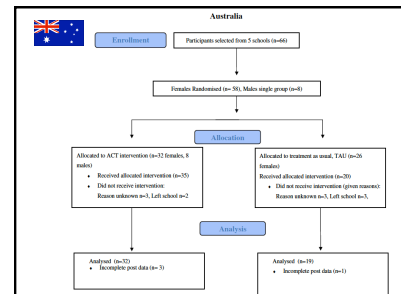 Australia
Enrollment
Participants selected from 5 schools (n=66)
Females Randomised (n= 58), Males single group (n=8)
Allocation
Allocated to ACT intervention (n=32 females, 8
males)
• Received allocated intervention (n=35)
• Did not receive intervention:
Reason unknown n=3, Left school n=2
Allocated to treatment as usual, TAU (n=26
females)
Received allocated intervention (n=20)
• Did not receive intervention (given reasons):
Reason unknown n=3, Left school n=3,
Analysis
Analysed (n=32)
• Incomplete post data (n= 3)
Analysed (n=19)
• Incomplete post data (n=1)